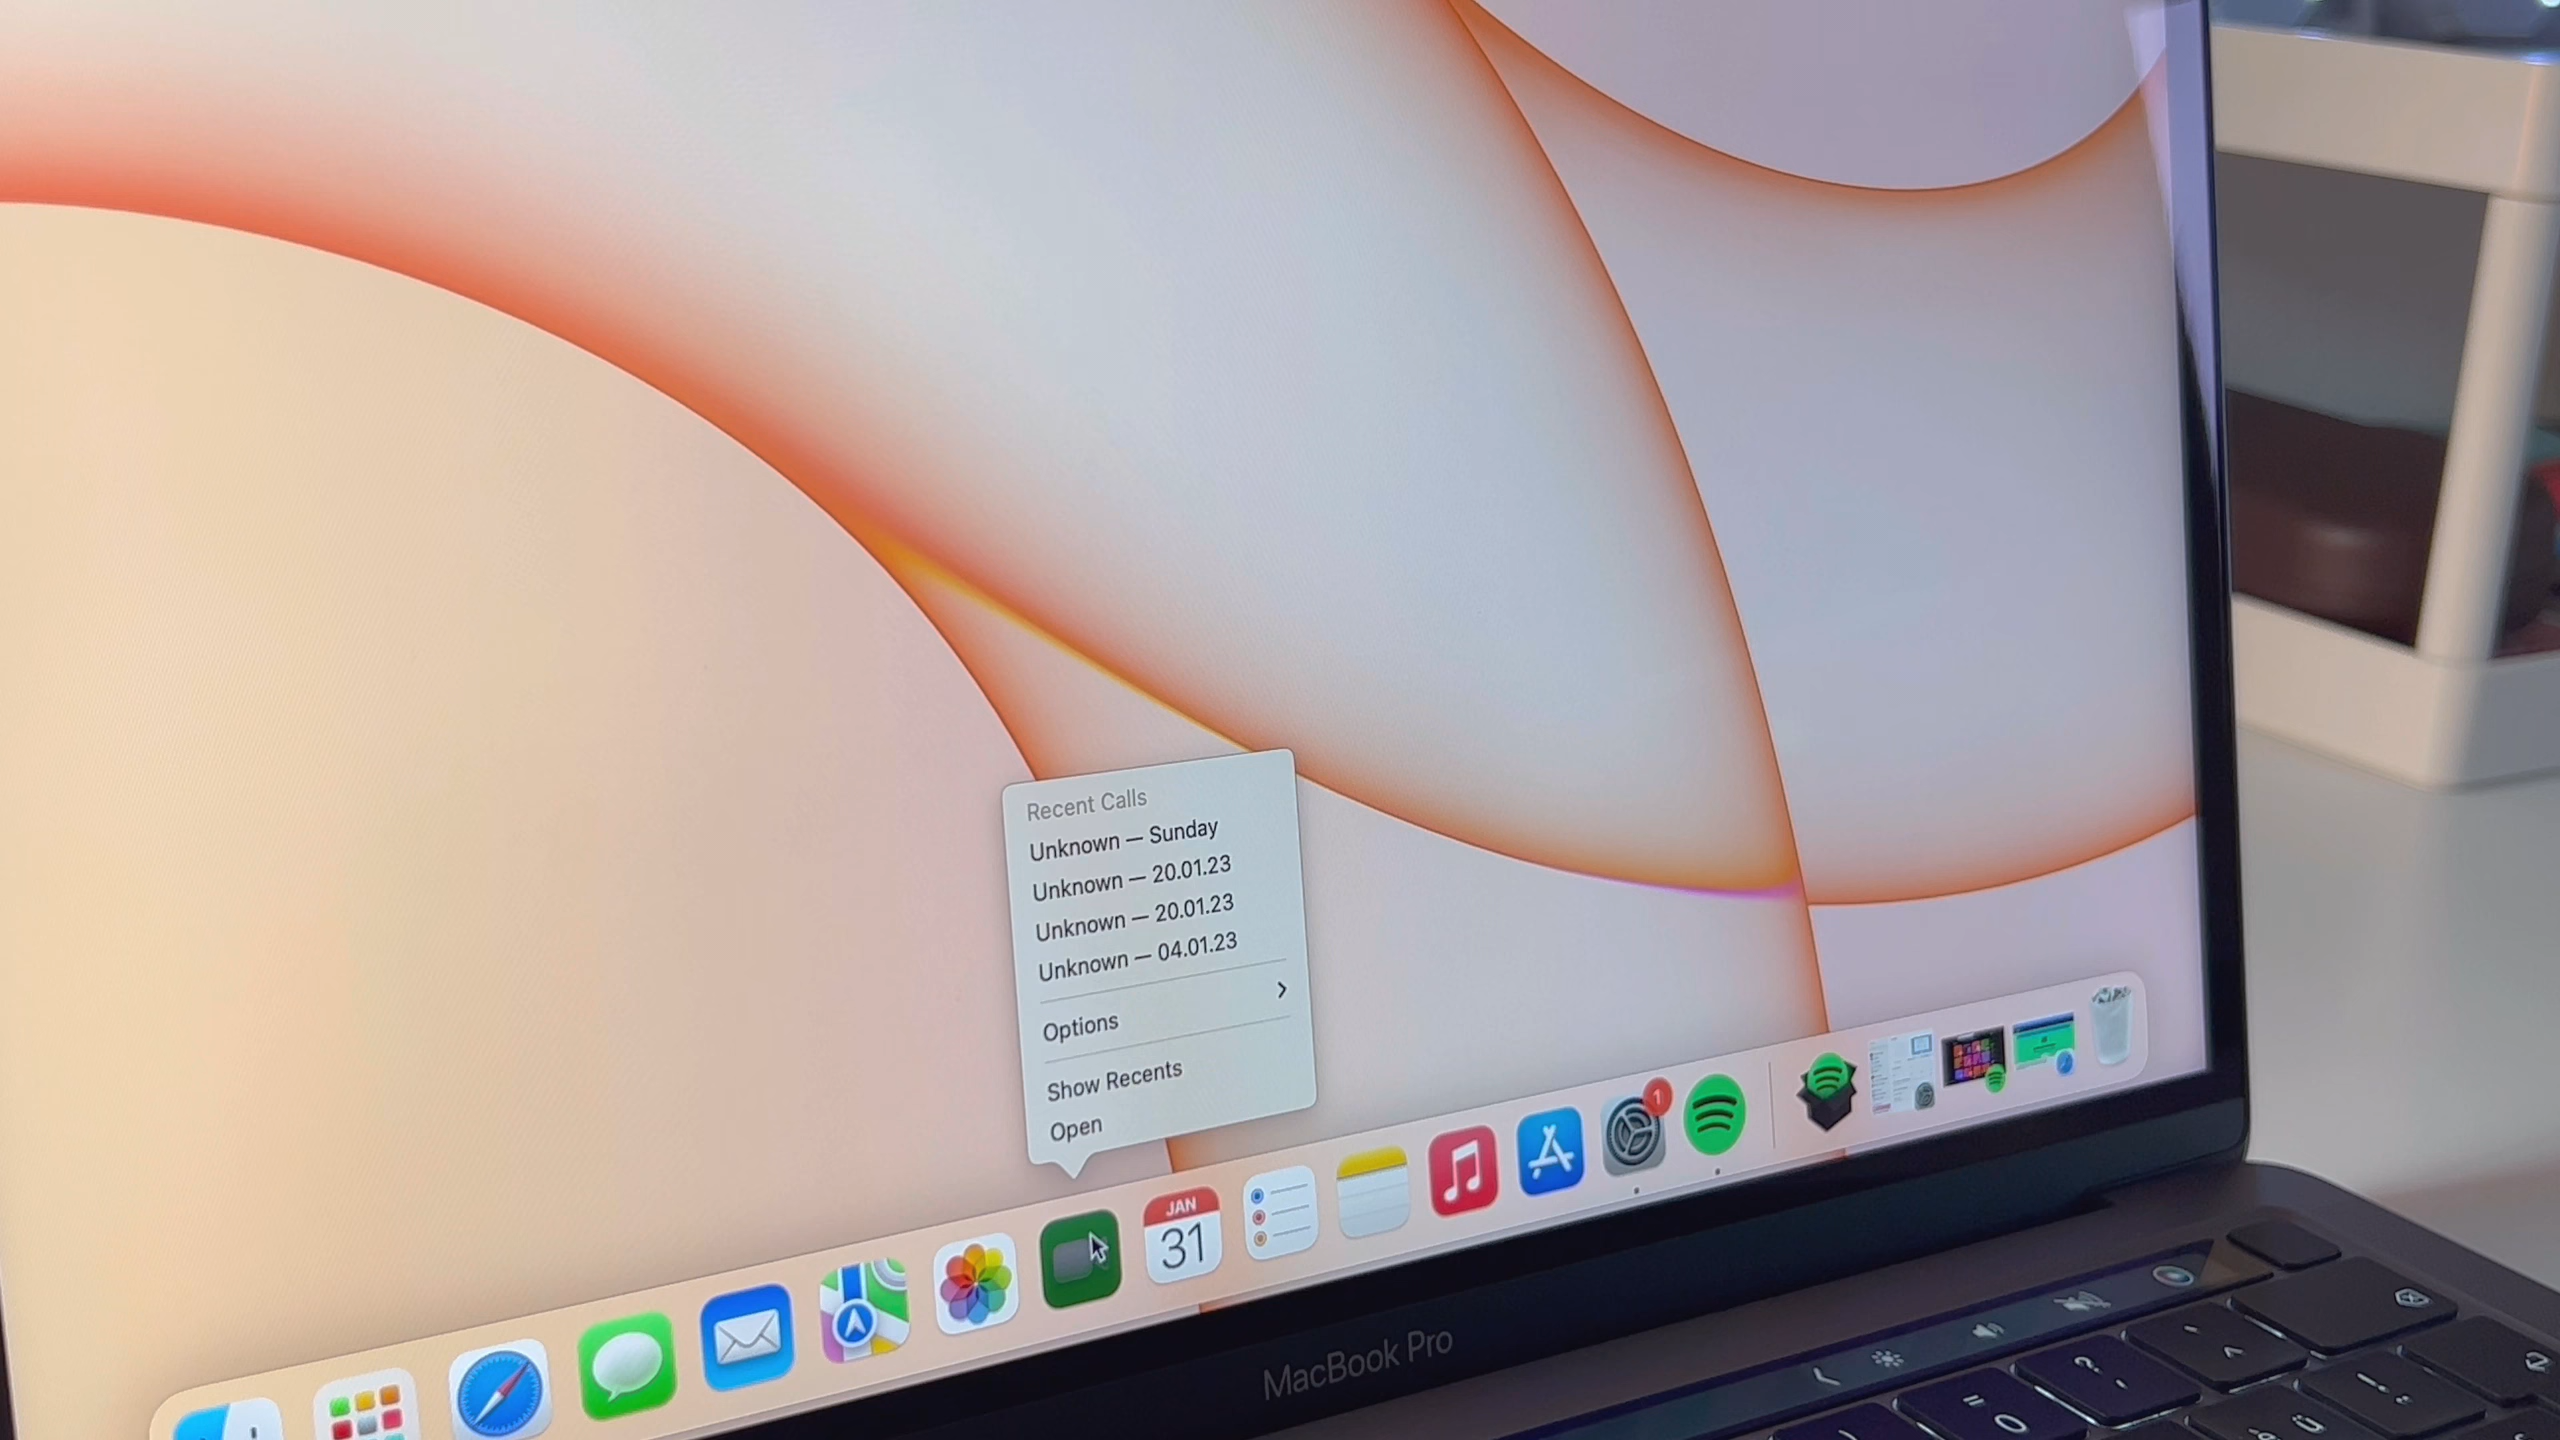 Recent Calls
Unknown — Sunday
Unknown — 20.01.23
Unknown — 20.01.23
Unknown — 04.01.23
Options
Show Recents
Open
JAN
31
1
MacBook Pro